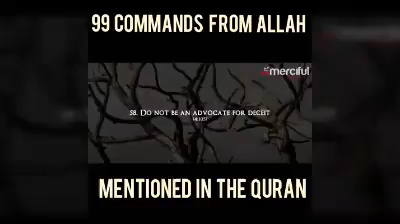 99 COMMANDS FROM ALLAH
merciful
58. DO NOT BE AN ADVOCATE FOR DECEIT
MENTIONED IN THE QURAN